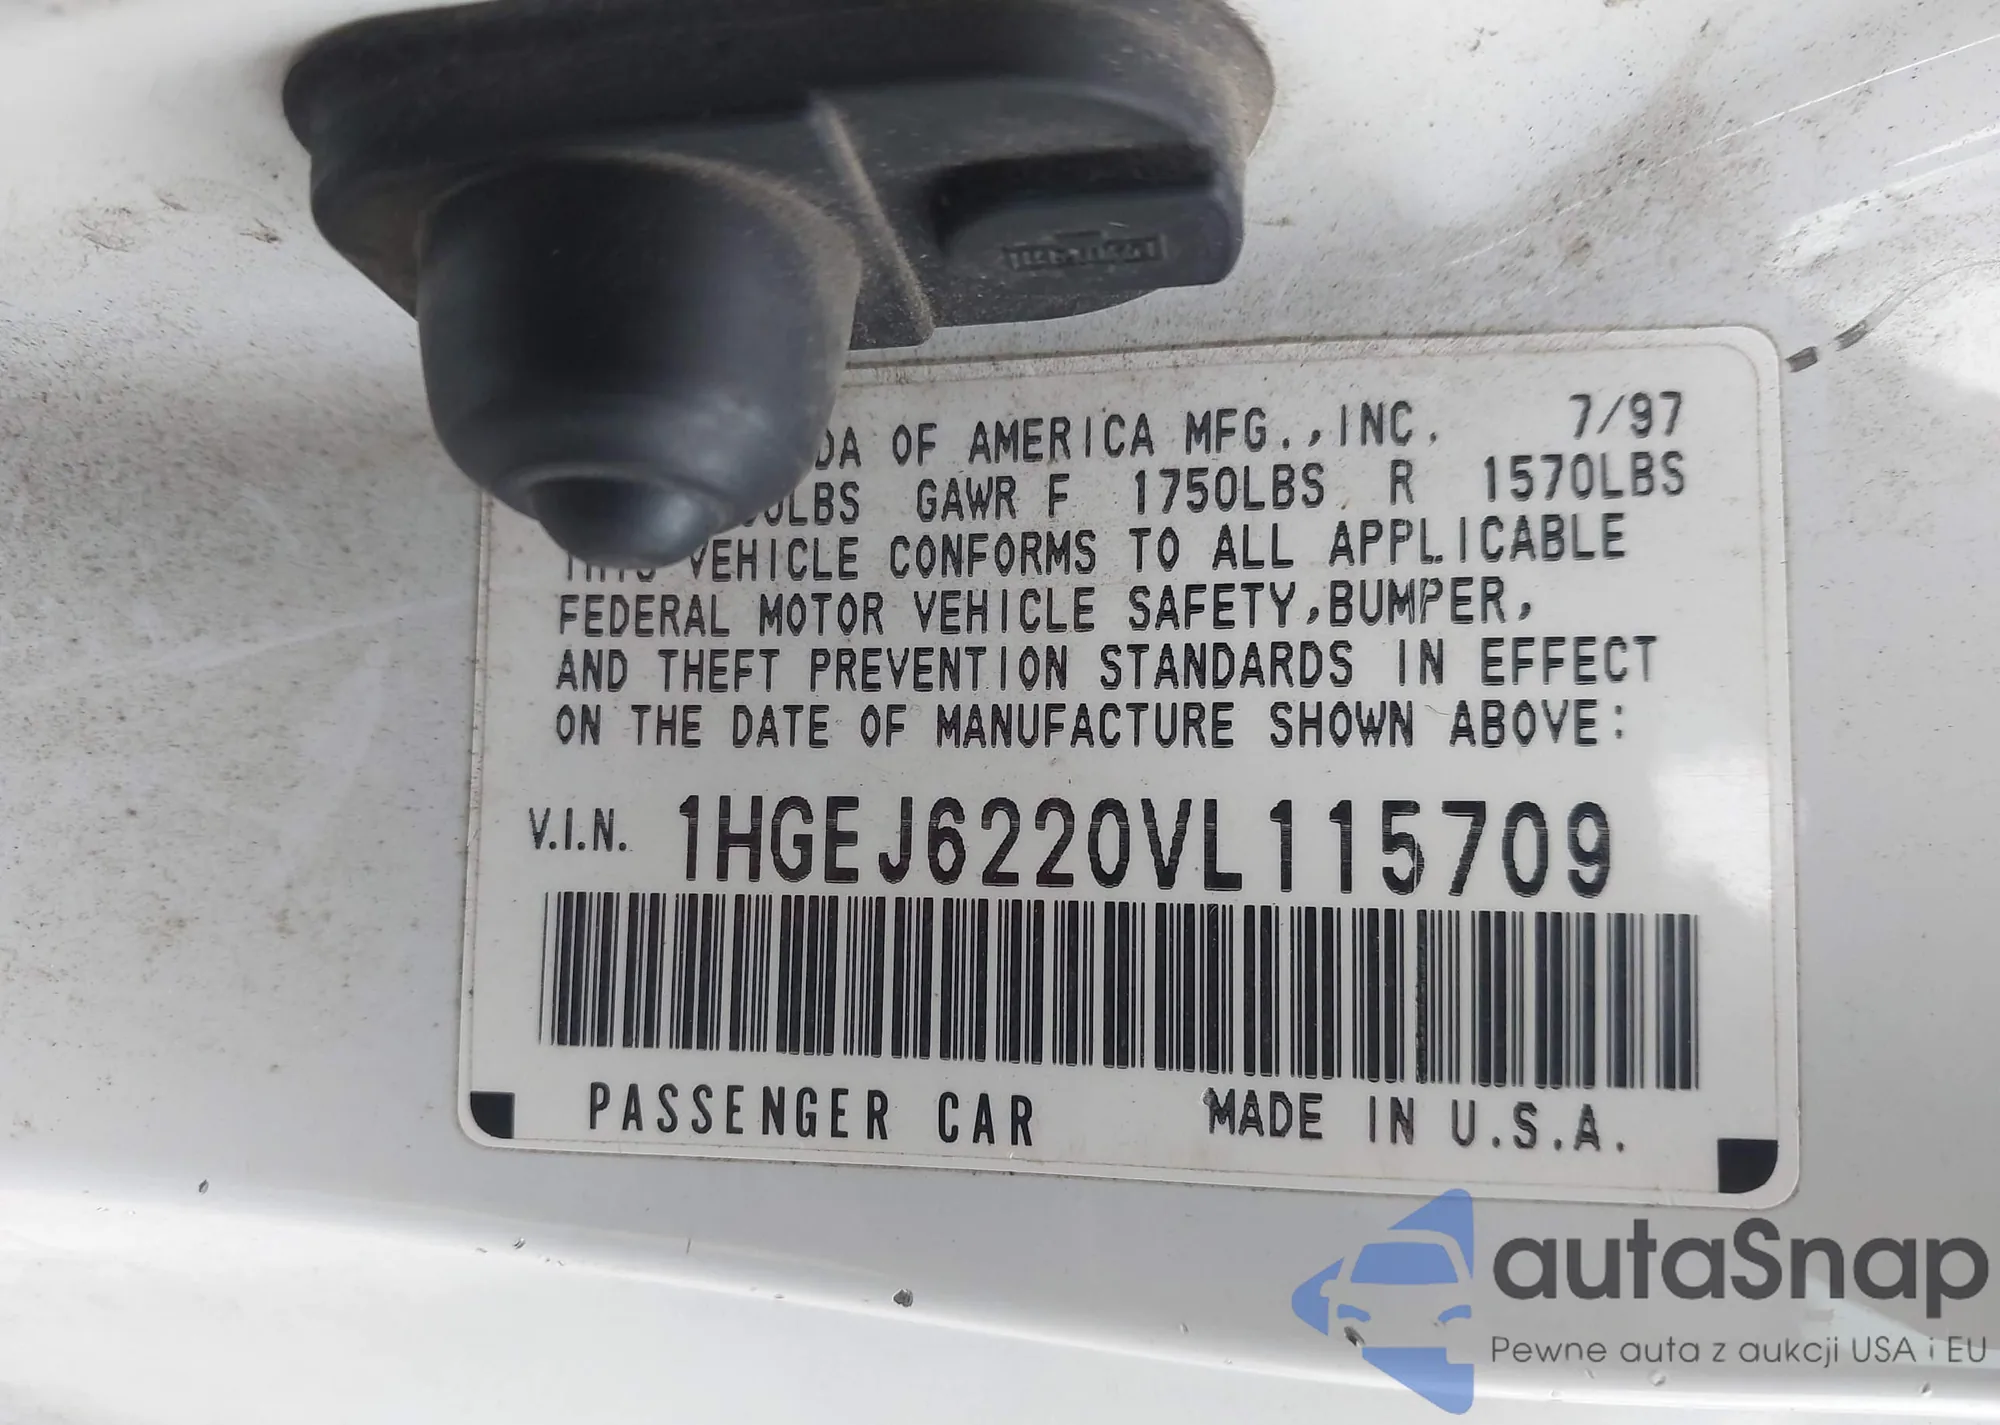 DA OF AMERICA MFG.,INC. 7/97
0LBS GAWR F 1750LBS R 1570LBS
THIS VEHICLE CONFORMS TO ALL APPLICABLE
FEDERAL MOTOR VEHICLE SAFETY,BUMPER,
AND THEFT PREVENTION STANDARDS IN EFFECT
ON THE DATE OF MANUFACTURE SHOWN ABOVE:
V.I.N. 1HGEJ6220VL115709
PASSENGER CAR MADE IN U.S.A.
autaSnap
Pewne auta z aukcji USA i EU